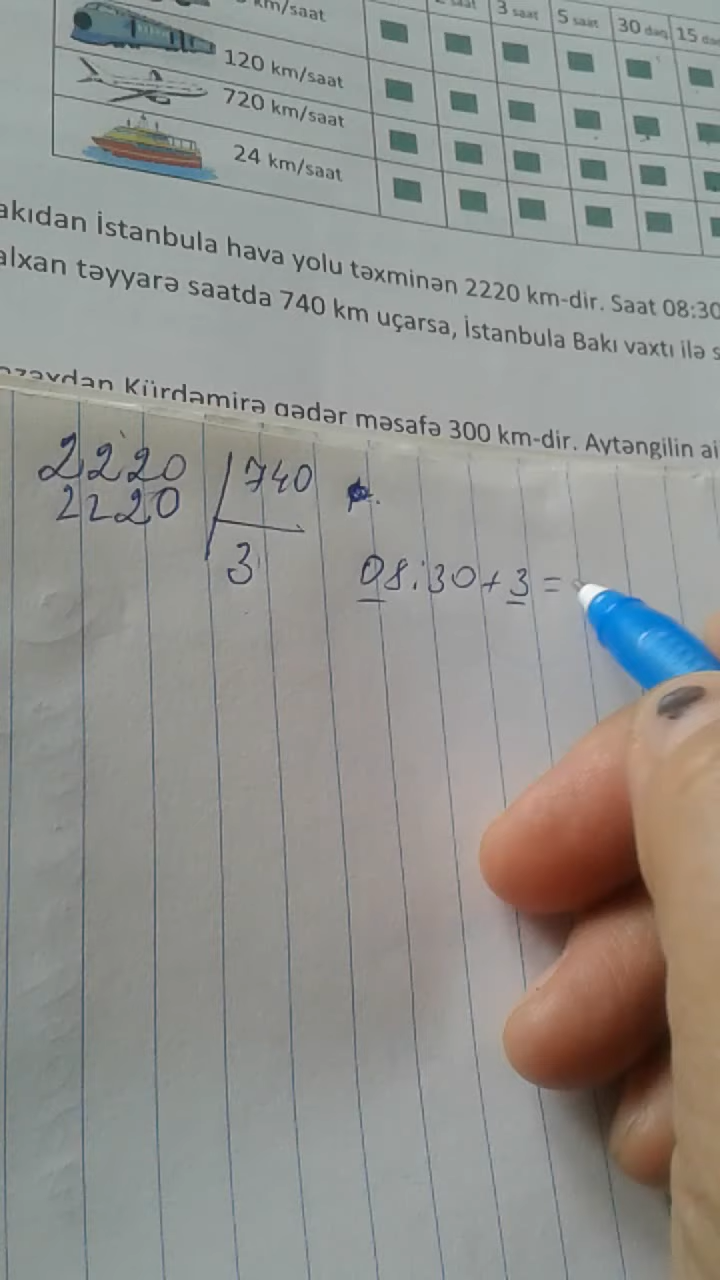 km/saat
saat 3 saat 5 saat 30 dəq 15
120 km/saat
720 km/saat
24 km/saat
akıdan İstanbula hava yolu təxminən 2220 km-dir. Saat 08:30
alxan təyyarə saatda 740 km uçarsa, İstanbula Bakı vaxtı ilə s
Kürdəmirə qədər məsafə 300 km-dir. Aytəngilin ai
2220 740
2220
3
08:30+3=